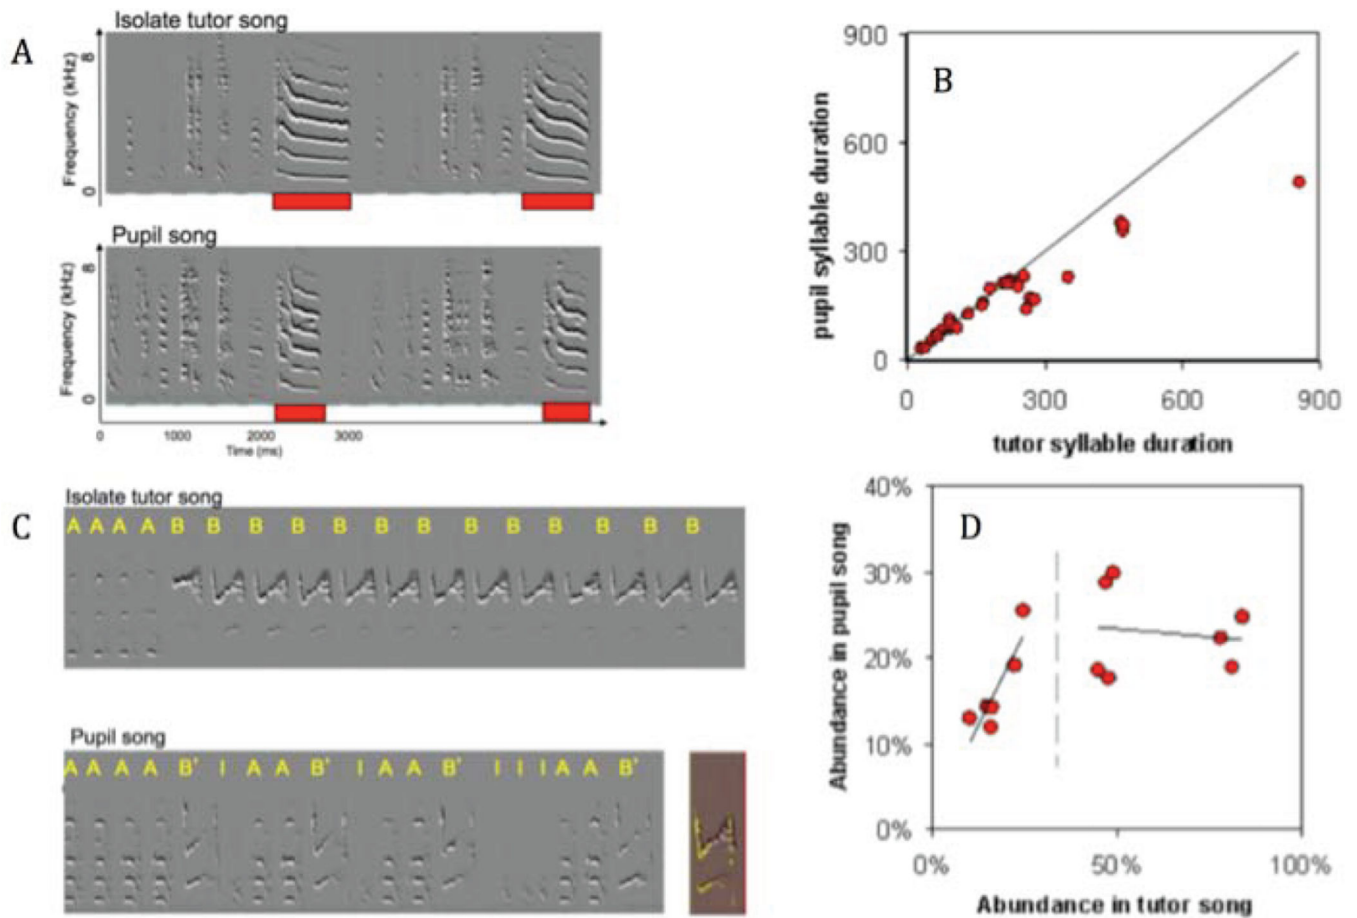 A
Isolate tutor song
Frequency (kHz)
8
0
Pupil song
Frequency (kHz)
8
0
0 1000 2000 3000
Time (ms)
B
pupil syllable duration
900
600
300
0
0 300 600 900
tutor syllable duration
C
Isolate tutor song
A A A A B B B B B B B B B B B B B
Pupil song
A A A A B' I A A B' I A A B' I I I A A B'
D
Abundance in pupil song
40%
30%
20%
10%
0%
0% 50% 100%
Abundance in tutor song